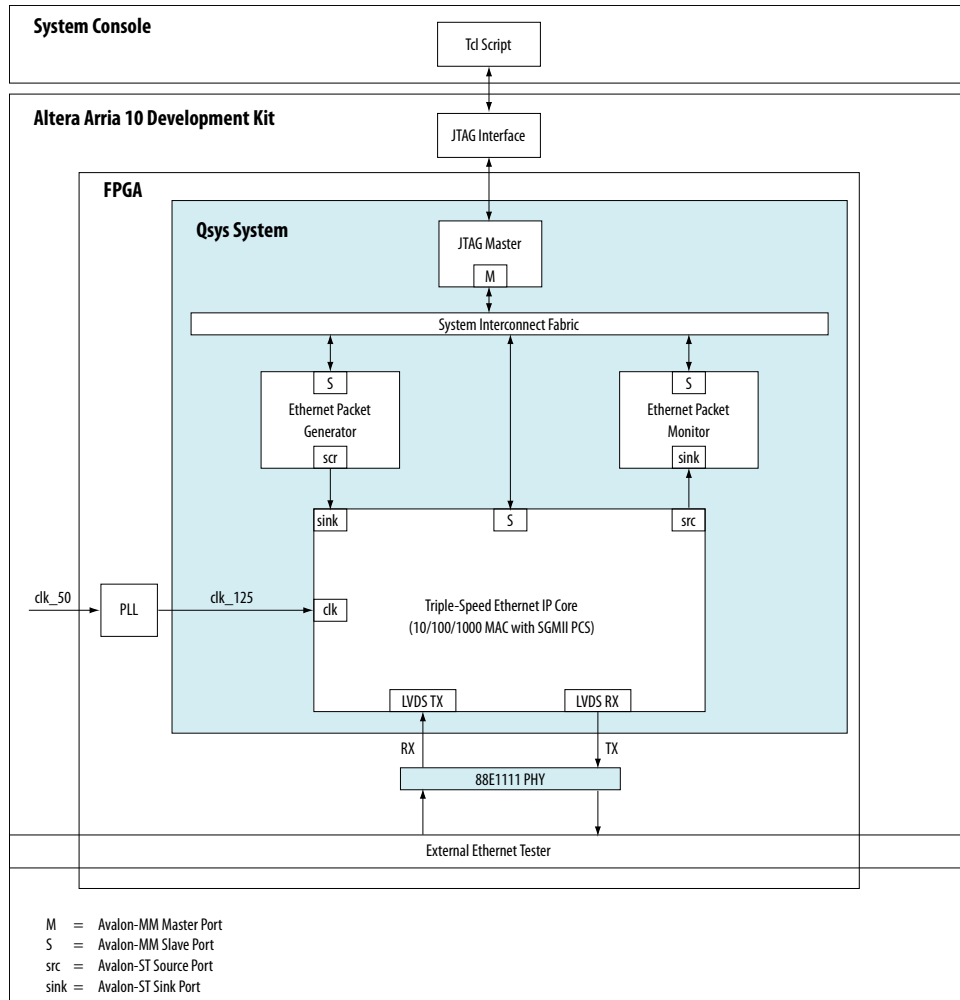 System Console
Tcl Script
Altera Arria 10 Development Kit
JTAG Interface
FPGA
Qsys System
JTAG Master
M
System Interconnect Fabric
S
Ethernet Packet
Generator
scr
S
Ethernet Packet
Monitor
sink
sink
S
src
clk_50
PLL
clk_125
clk
Triple-Speed Ethernet IP Core
(10/100/1000 MAC with SGMII PCS)
LVDS TX
LVDS RX
RX
TX
88E1111 PHY
External Ethernet Tester
M = Avalon-MM Master Port
S = Avalon-MM Slave Port
src = Avalon-ST Source Port
sink = Avalon-ST Sink Port